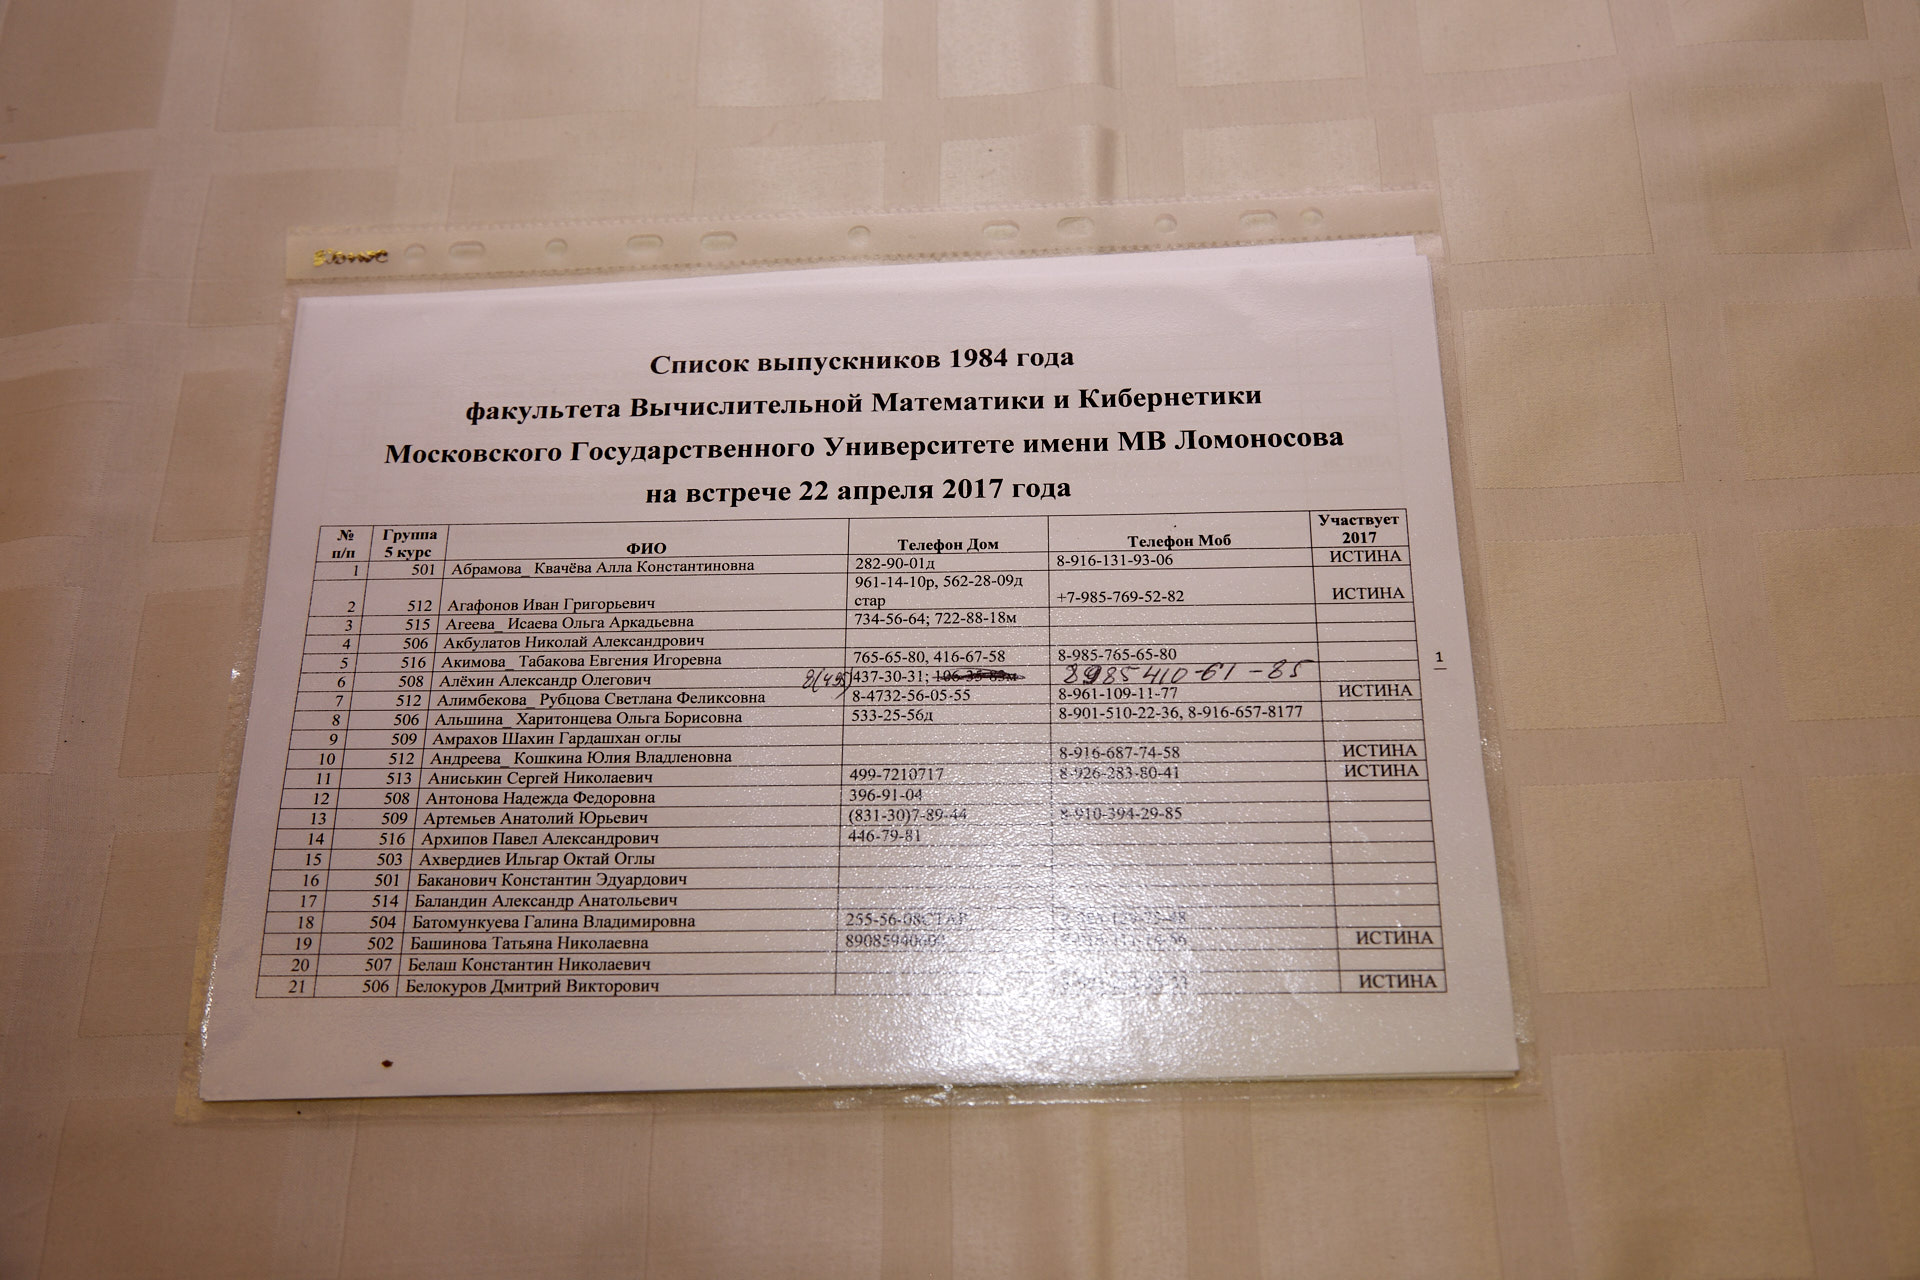 Список выпускников 1984 года
факультета Вычислительной Математики и Кибернетики
Московского Государственного Университете имени МВ Ломоносова
на встрече 22 апреля 2017 года
№ п/п Группа 5 курс ФИО Телефон Дом Телефон Моб Участвует 2017
1 501 Абрамова_ Квачёва Алла Константиновна 282-90-01д 8-916-131-93-06 ИСТИНА
2 512 Агафонов Иван Григорьевич 961-14-10р, 562-28-09д стар +7-985-769-52-82 ИСТИНА
3 515 Агеева_ Исаева Ольга Аркадьевна 734-56-64; 722-88-18м
4 506 Акбулатов Николай Александрович
5 516 Акимова_ Табакова Евгения Игоревна 765-65-80, 416-67-58 8-985-765-65-80
6 508 Алёхин Александр Олегович 8(495) 437-30-31; 8985 410-61-85
7 512 Алимбекова_ Рубцова Светлана Феликсовна 8-4732-56-05-55 8-961-109-11-77 ИСТИНА
8 506 Альшина_ Харитонцева Ольга Борисовна 533-25-56д 8-901-510-22-36, 8-916-657-8177
9 509 Амрахов Шахин Гардашхан оглы
10 512 Андреева_ Кошкина Юлия Владленовна 8-916-687-74-58 ИСТИНА
11 513 Аниськин Сергей Николаевич 499-7210717 8-926-283-80-41 ИСТИНА
12 508 Антонова Надежда Федоровна 396-91-04
13 509 Артемьев Анатолий Юрьевич (831-30)7-89-44 8-910-394-29-85
14 516 Архипов Павел Александрович 446-79-81
15 503 Ахвердиев Ильгар Октай Оглы
16 501 Баканович Константин Эдуардович
17 514 Баландин Александр Анатольевич
18 504 Батомункуева Галина Владимировна 255-56-08СТАР
19 502 Башинова Татьяна Николаевна ИСТИНА
20 507 Белаш Константин Николаевич
21 506 Белокуров Дмитрий Викторович ИСТИНА
1